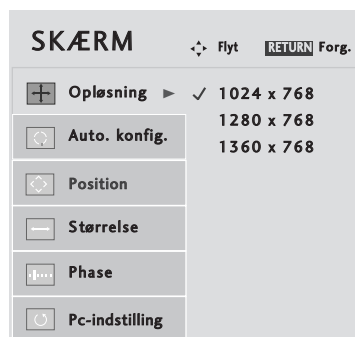 SKÆRM
Flyt RETURN Forg.
Opløsning
1024 x 768
1280 x 768
1360 x 768
Auto. konfig.
Position
Størrelse
Phase
Pc-indstilling